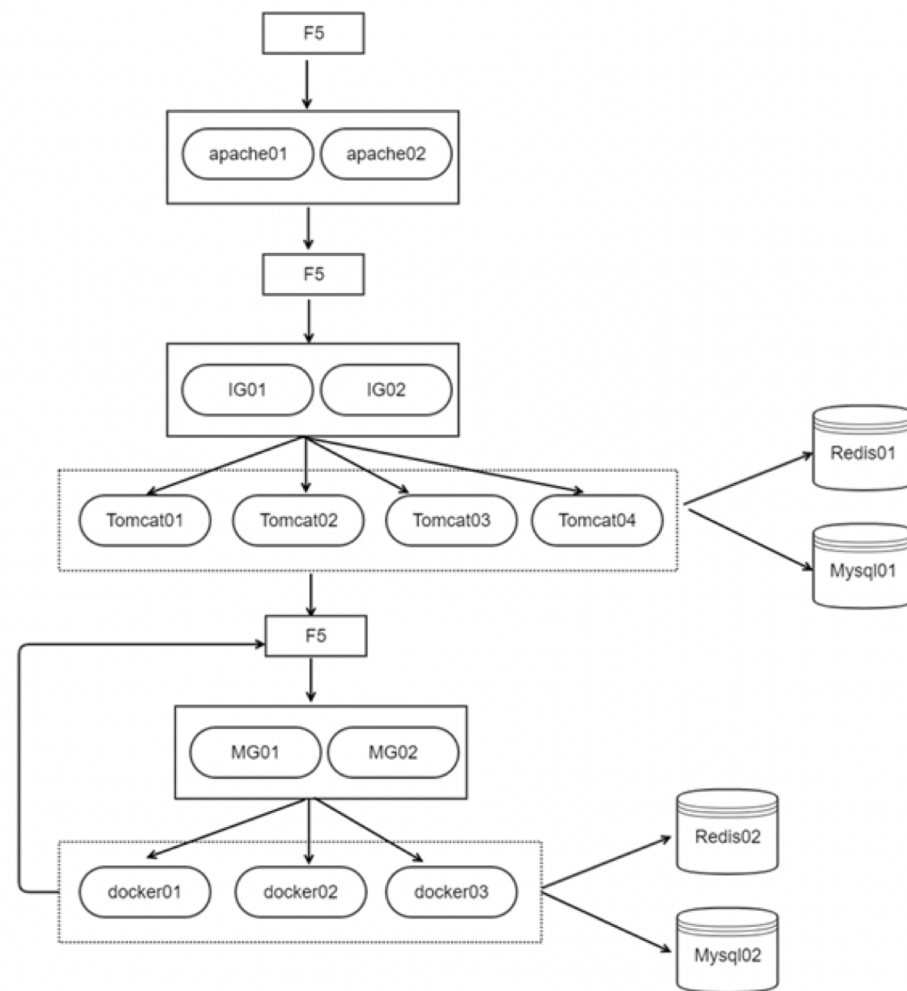 F5
apache01 apache02
F5
IG01 IG02
Redis01
Tomcat01 Tomcat02 Tomcat03 Tomcat04
Mysql01
F5
MG01 MG02
Redis02
docker01 docker02 docker03
Mysql02